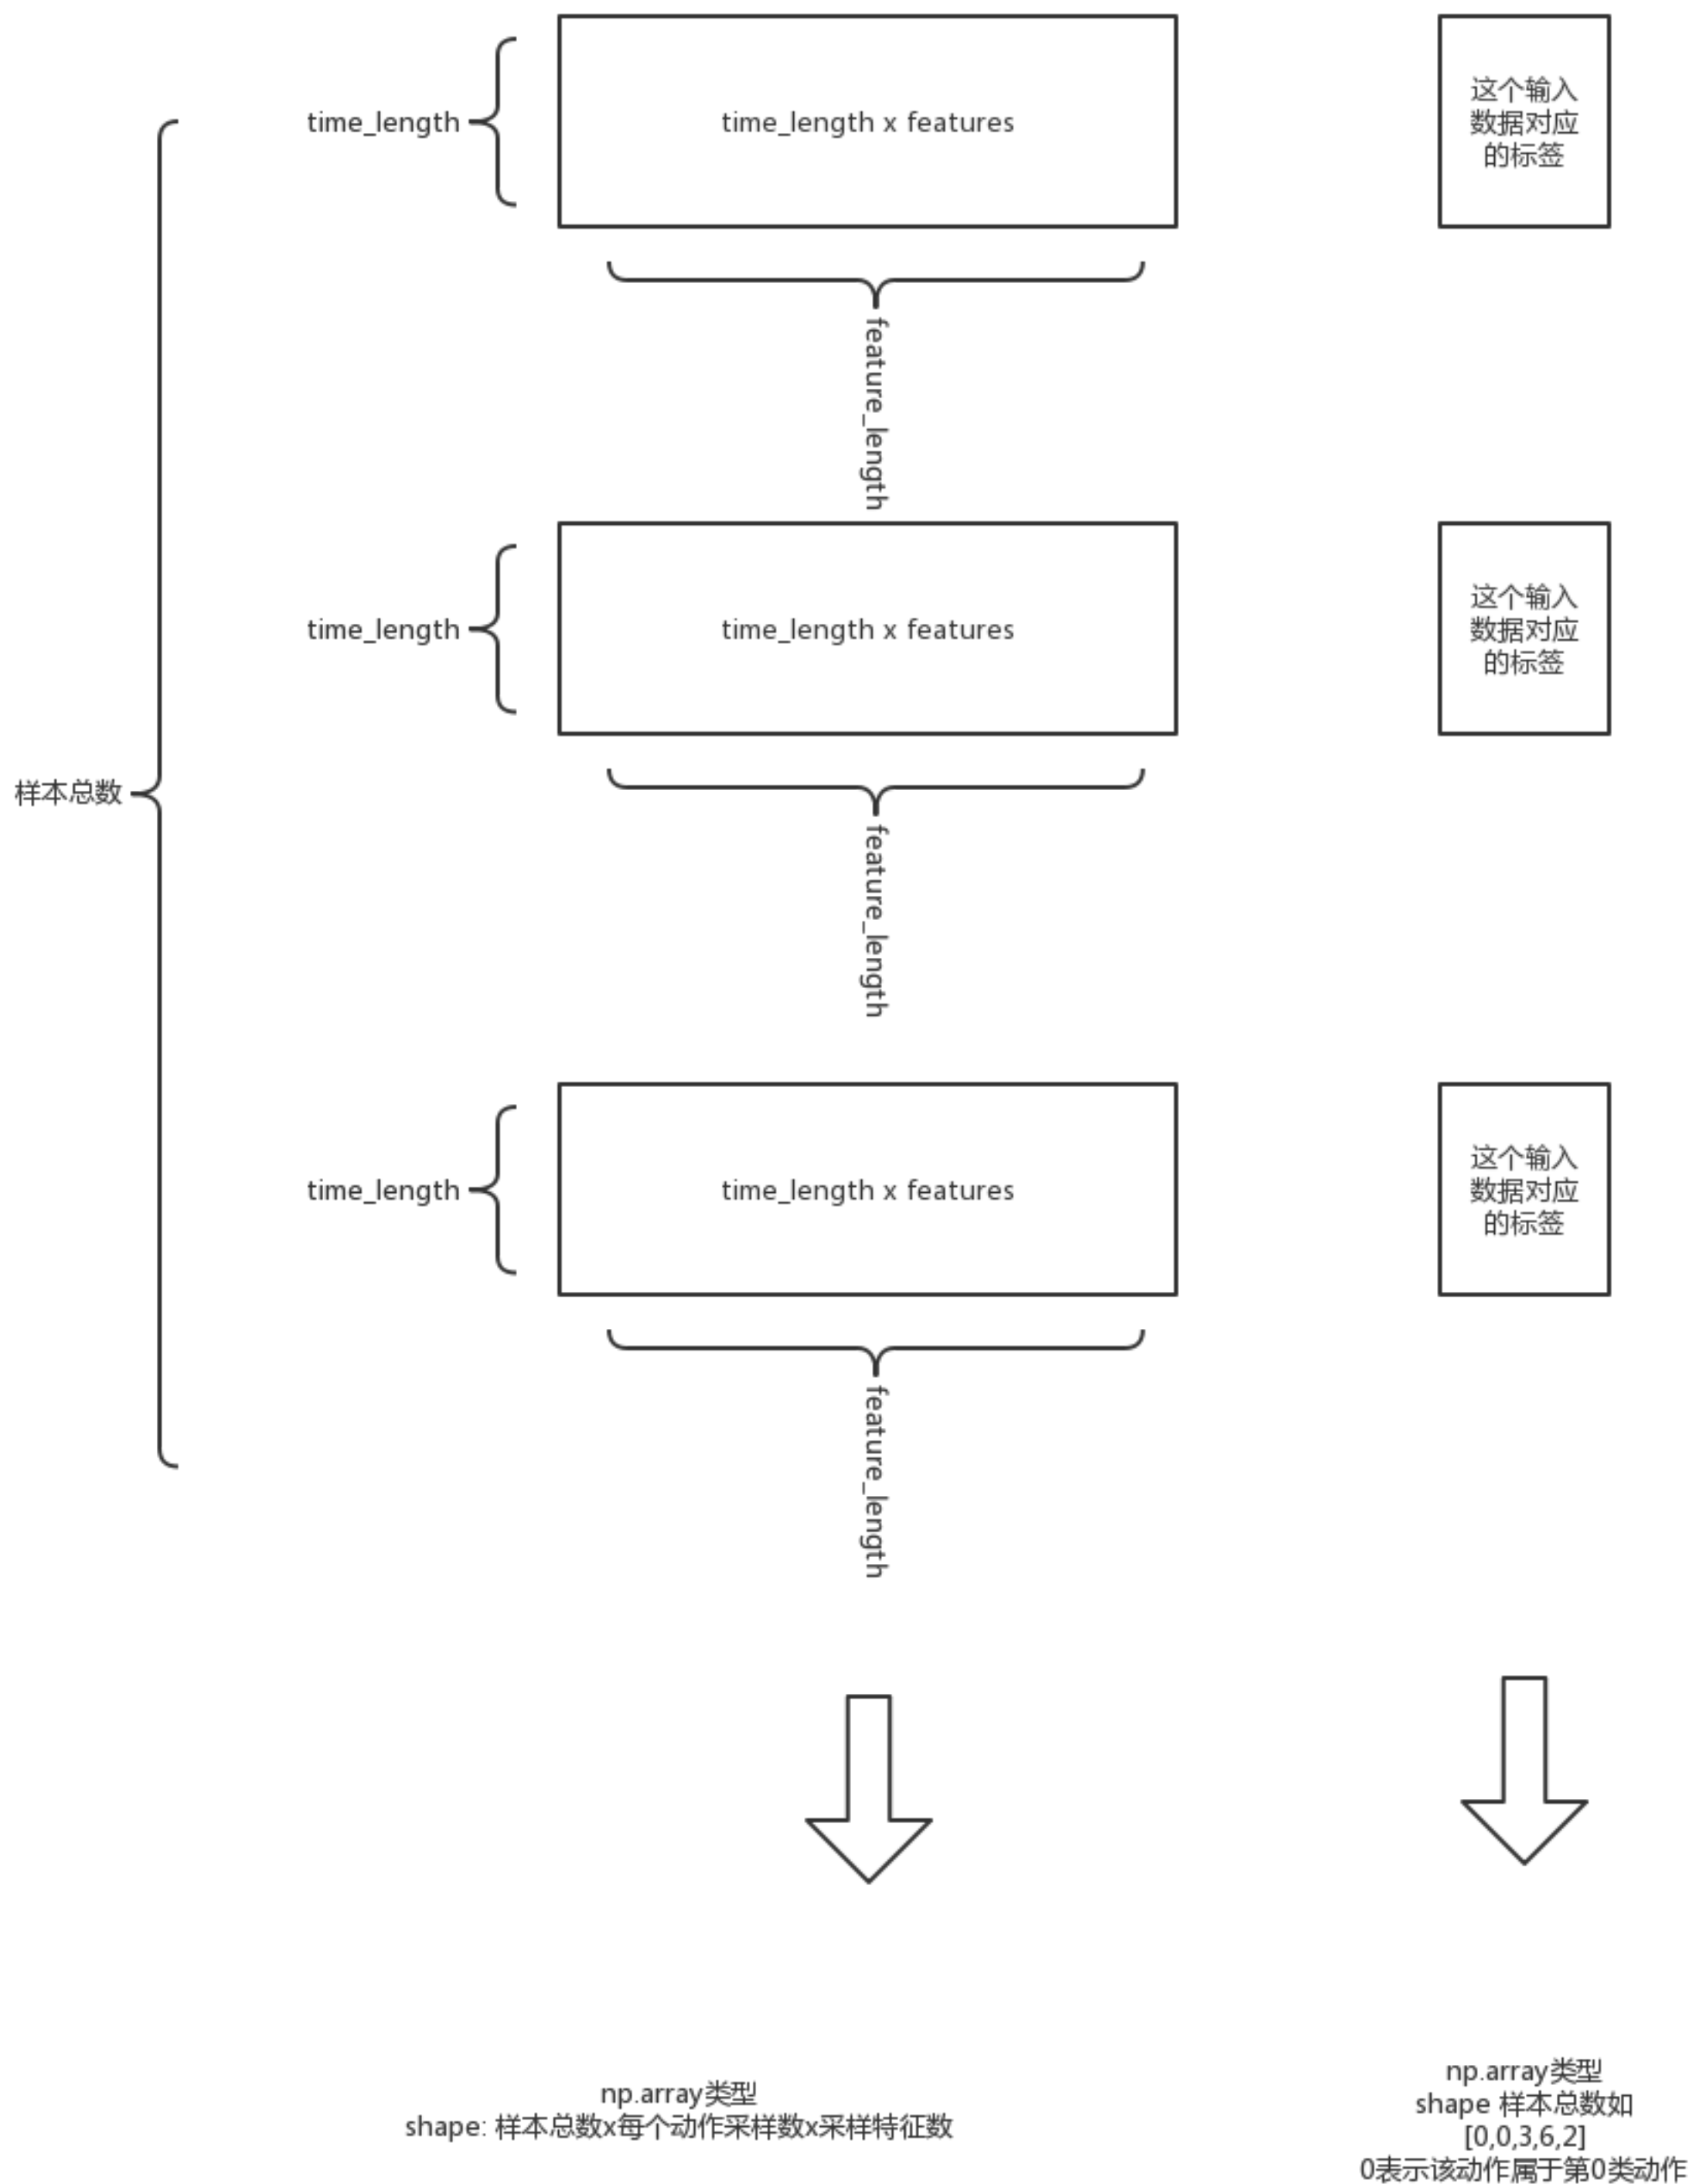 time_length
time_length x features
这个输入
数据对应
的标签
feature_length
time_length
time_length x features
这个输入
数据对应
的标签
样本总数
feature_length
time_length
time_length x features
这个输入
数据对应
的标签
feature_length
np.array类型
shape: 样本总数x每个动作采样数x采样特征数
np.array类型
shape 样本总数如
[0,0,3,6,2]
0表示该动作属于第0类动作